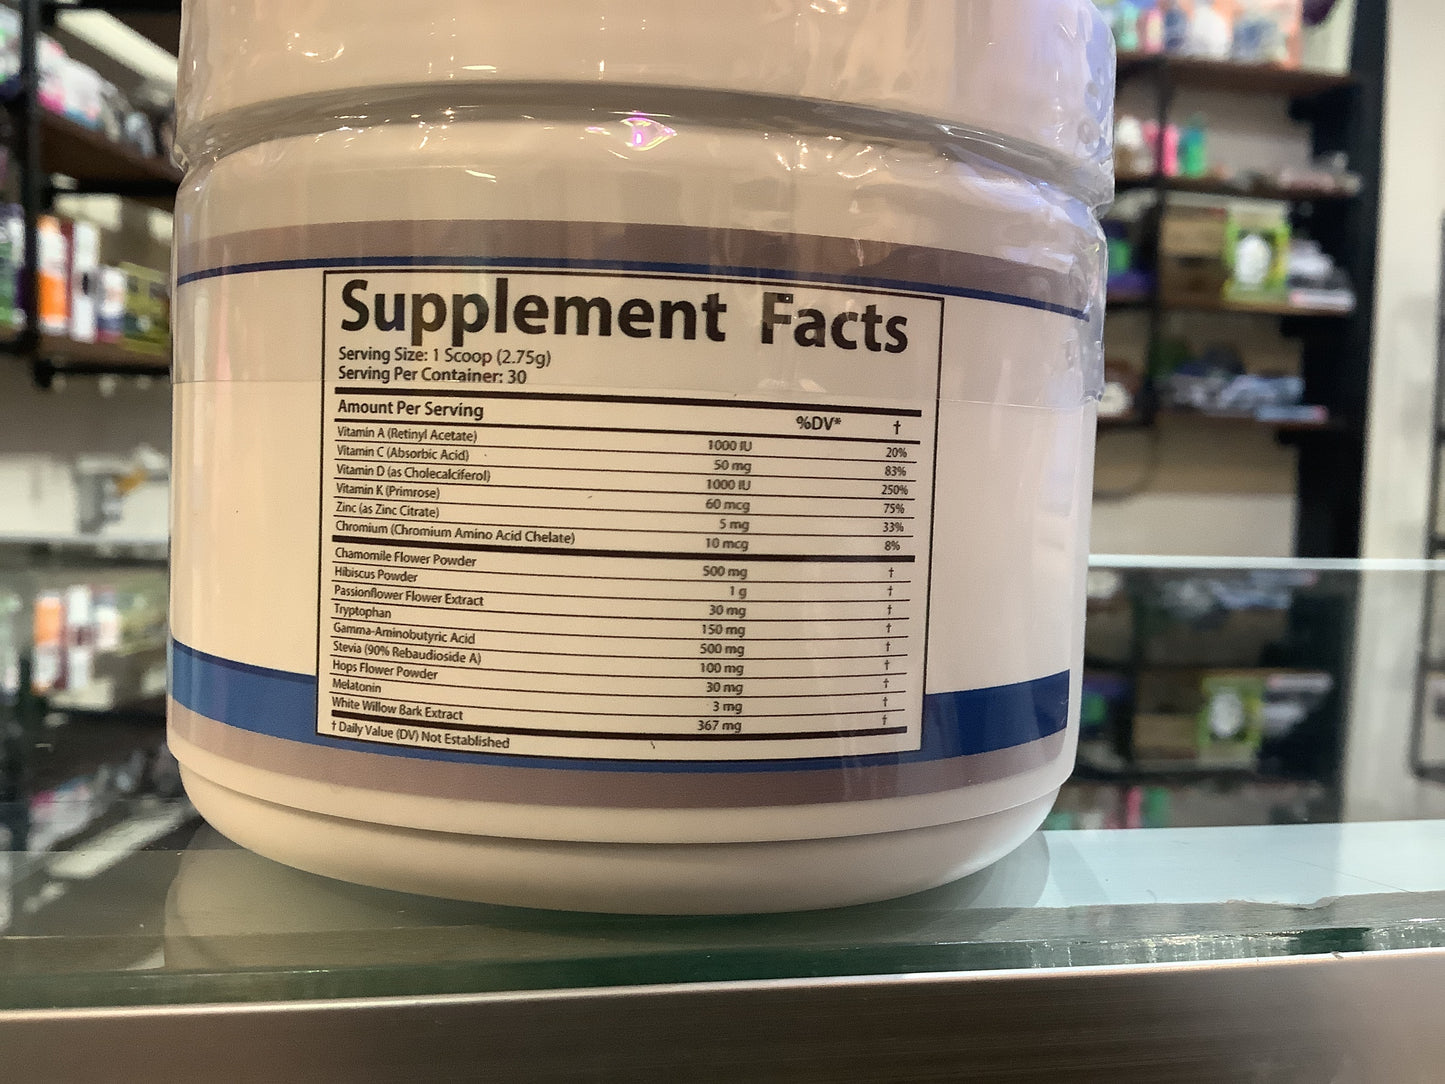 Supplement Facts
Serving Size: 1 Scoop (2.75g)
Serving Per Container: 30
Amount Per Serving %DV* †
Vitamin A (Retinyl Acetate) 1000 IU 20%
Vitamin C (Absorbic Acid) 50 mg 83%
Vitamin D (as Cholecalciferol) 1000 IU 250%
Vitamin K (Primrose) 60 mcg 75%
Zinc (as Zinc Citrate) 5 mg 33%
Chromium (Chromium Amino Acid Chelate) 10 mcg 8%
Chamomile Flower Powder 500 mg †
Hibiscus Powder 1 g †
Passionflower Flower Extract 30 mg †
Tryptophan 150 mg †
Gamma-Aminobutyric Acid 500 mg †
Stevia (90% Rebaudioside A) 100 mg †
Hops Flower Powder 30 mg †
Melatonin 3 mg †
White Willow Bark Extract 367 mg †
† Daily Value (DV) Not Established